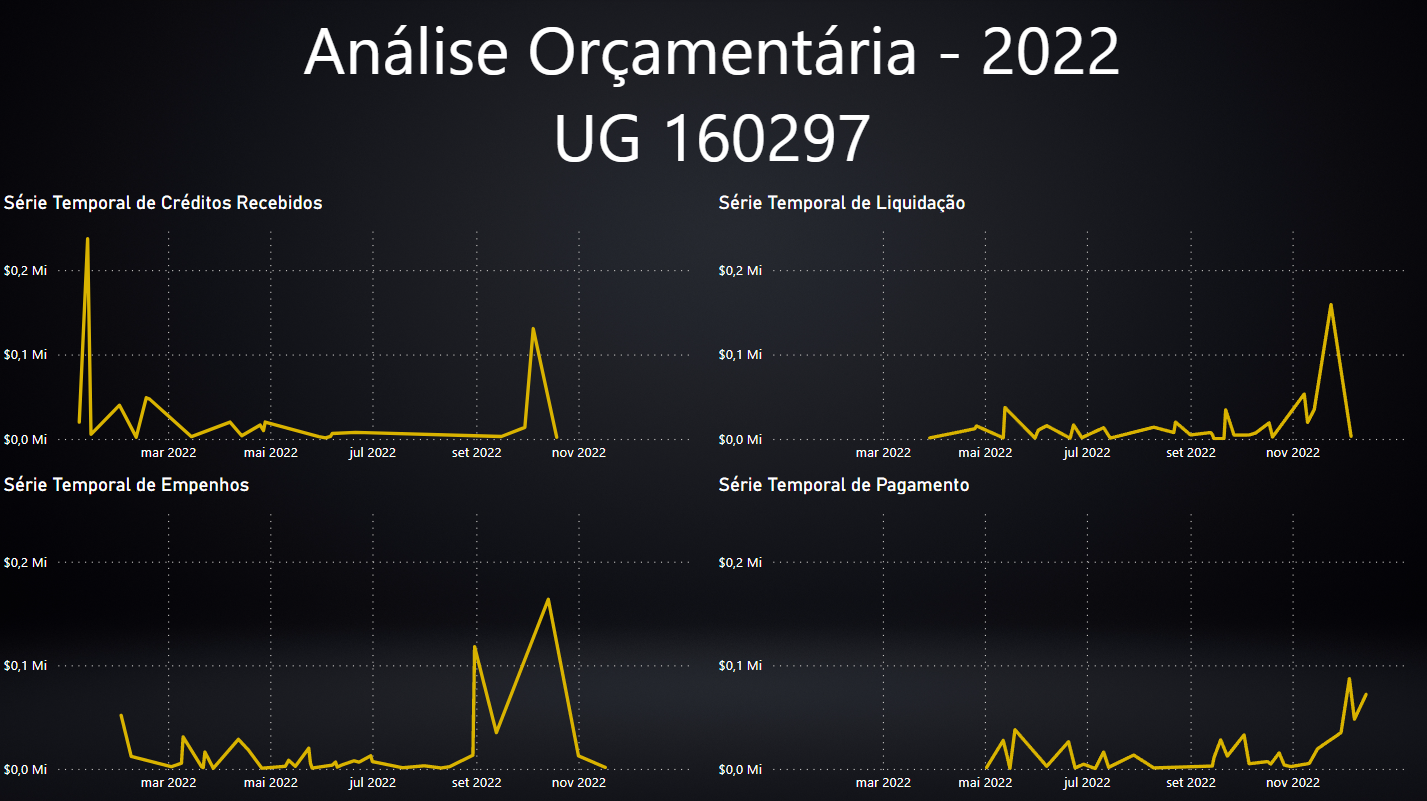 Análise Orçamentária - 2022
UG 160297
Série Temporal de Créditos Recebidos
$0,2 Mi
$0,1 Mi
$0,0 Mi
mar 2022 mai 2022 jul 2022 set 2022 nov 2022
Série Temporal de Liquidação
$0,2 Mi
$0,1 Mi
$0,0 Mi
mar 2022 mai 2022 jul 2022 set 2022 nov 2022
Série Temporal de Empenhos
$0,2 Mi
$0,1 Mi
$0,0 Mi
mar 2022 mai 2022 jul 2022 set 2022 nov 2022
Série Temporal de Pagamento
$0,2 Mi
$0,1 Mi
$0,0 Mi
mar 2022 mai 2022 jul 2022 set 2022 nov 2022